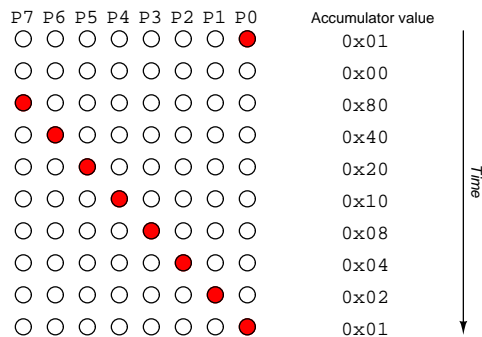 P7 P6 P5 P4 P3 P2 P1 P0 Accumulator value
0x01
0x00
0x80
0x40
0x20
0x10
0x08
0x04
0x02
0x01
Time